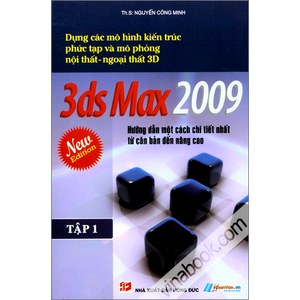 Th.S: NGUYỄN CÔNG MINH
Dựng các mô hình kiến trúc
phức tạp và mô phỏng
nội thất-ngoại thất 3D
3ds Max 2009
Hướng dẫn một cách chi tiết nhất
từ căn bản đến nâng cao
New
Edition
TẬP 1
NHÀ XUẤT BẢN HỒNG ĐỨC